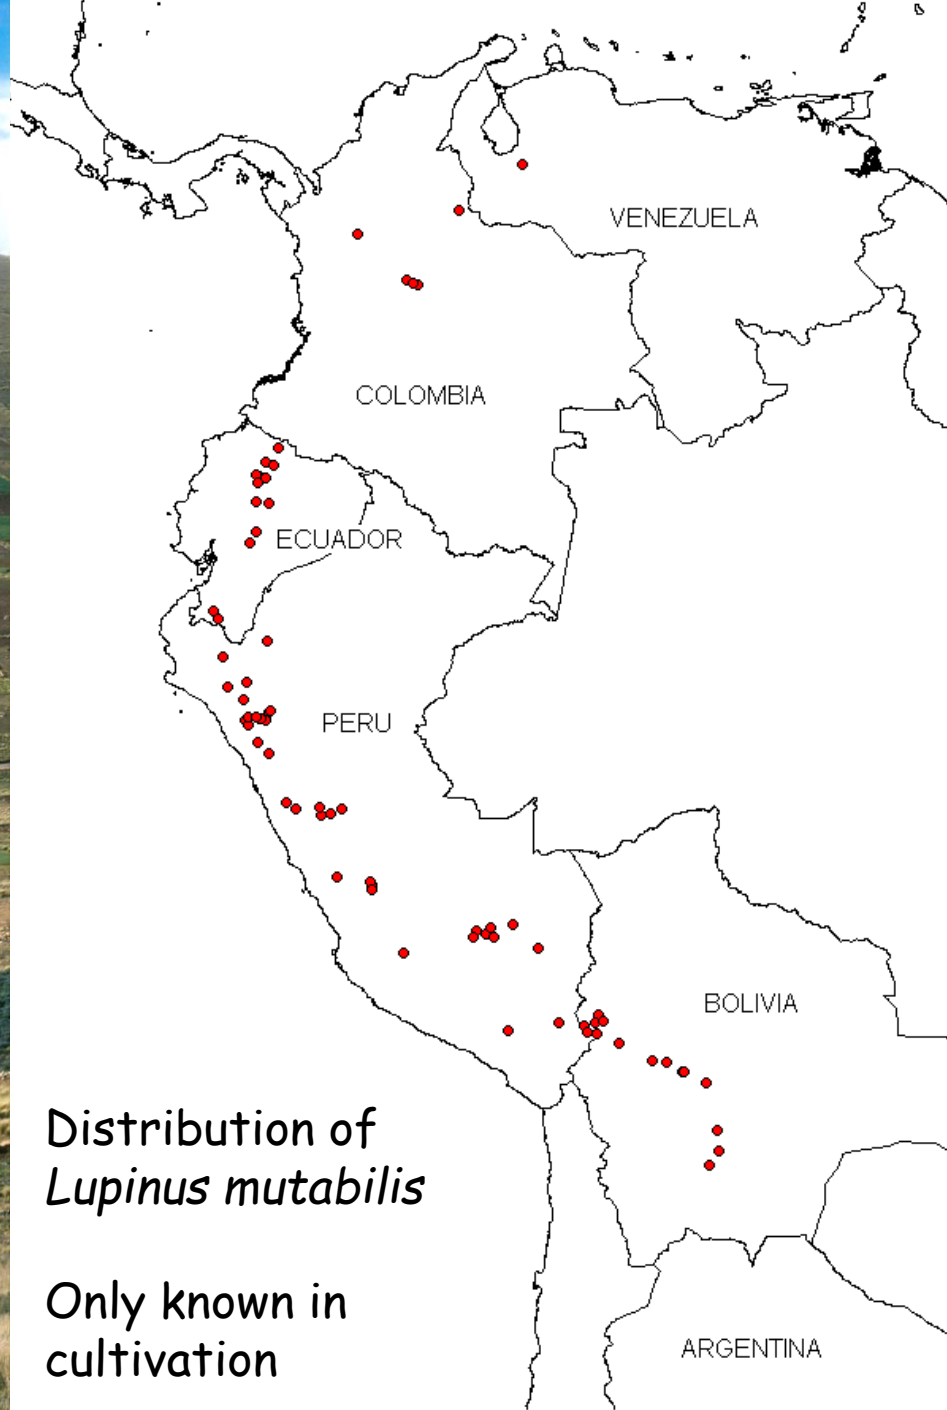 VENEZUELA
COLOMBIA
ECUADOR
PERU
BOLIVIA
Distribution of
Lupinus mutabilis
Only known in
cultivation
ARGENTINA